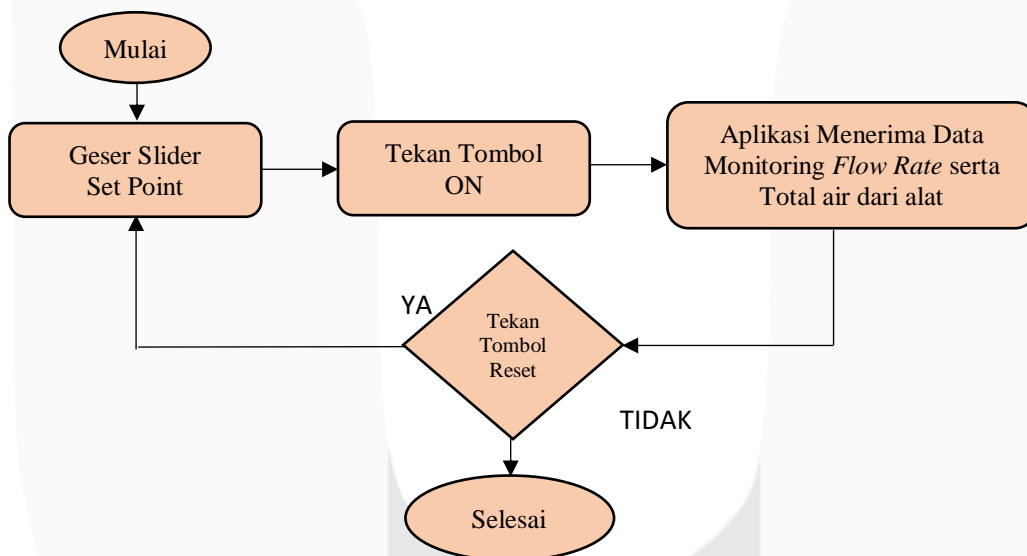 Mulai
Geser Slider
Set Point
Tekan Tombol
ON
Aplikasi Menerima Data
Monitoring Flow Rate serta
Total air dari alat
YA
Tekan
Tombol
Reset
TIDAK
Selesai